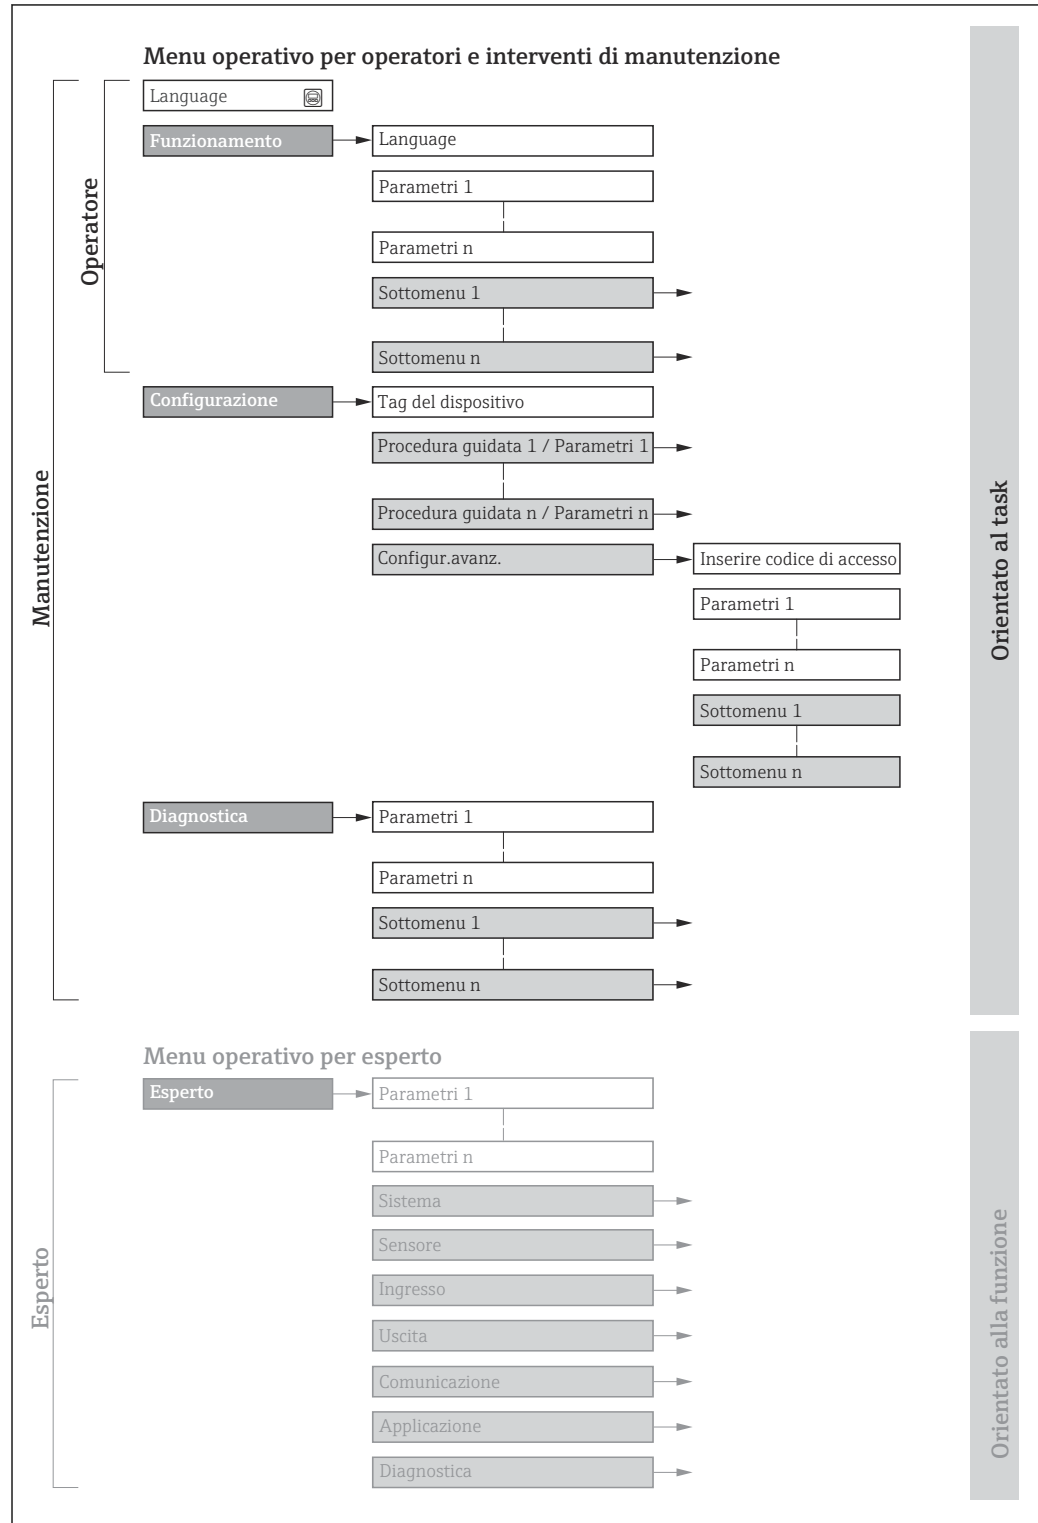 Menu operativo per operatori e interventi di manutenzione
Language
Funzionamento
Language
Parametri 1
Parametri n
Sottomenu 1
Sottomenu n
Operatore
Configurazione
Tag del dispositivo
Procedura guidata 1 / Parametri 1
Procedura guidata n / Parametri n
Configur.avanz.
Inserire codice di accesso
Parametri 1
Parametri n
Sottomenu 1
Sottomenu n
Diagnostica
Parametri 1
Parametri n
Sottomenu 1
Sottomenu n
Manutenzione
Orientato al task
Menu operativo per esperto
Esperto
Parametri 1
Parametri n
Sistema
Sensore
Ingresso
Uscita
Comunicazione
Applicazione
Diagnostica
Esperto
Orientato alla funzione